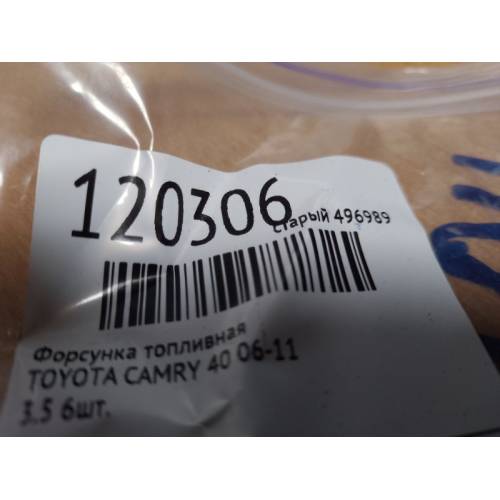 120306
старый 496989
Форсунка топливная
TOYOTA CAMRY 40 06-11
3.5 6шт.